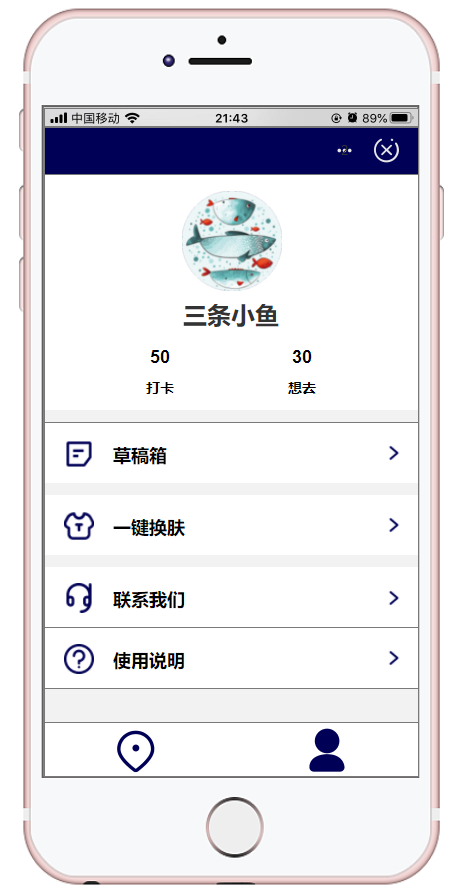 中国移动 21:43 89%
三条小鱼
50 30
打卡 想去
草稿箱
一键换肤
联系我们
使用说明